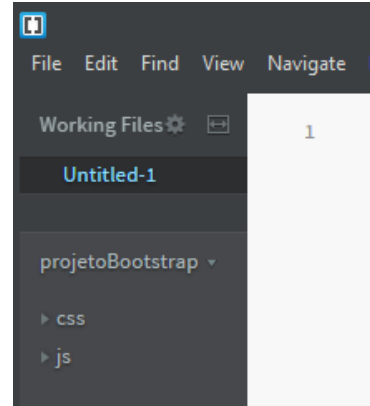 File Edit Find View Navigate
Working Files
1
Untitled-1
projetoBootstrap
css
js